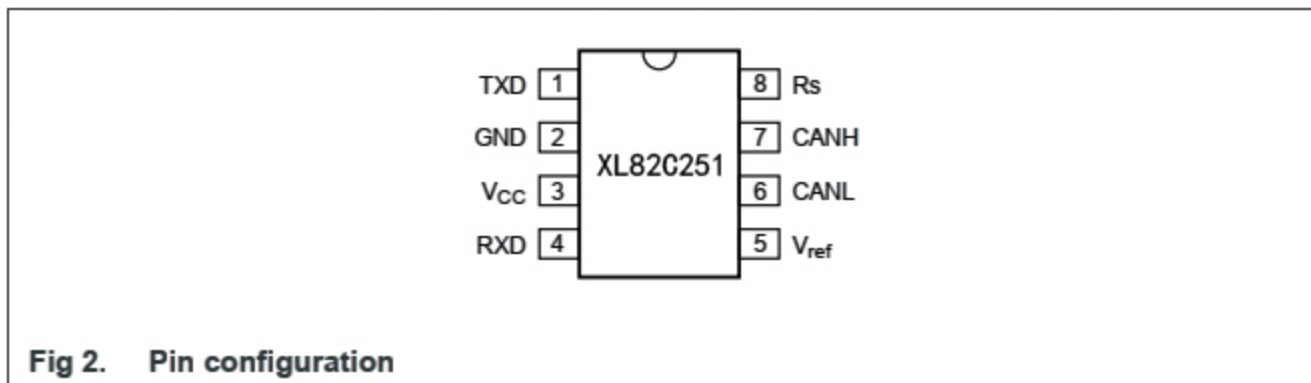 TXD 1 8 Rs
GND 2 7 CANH
XL82C251
VCC 3 6 CANL
RXD 4 5 Vref
Fig 2. Pin configuration